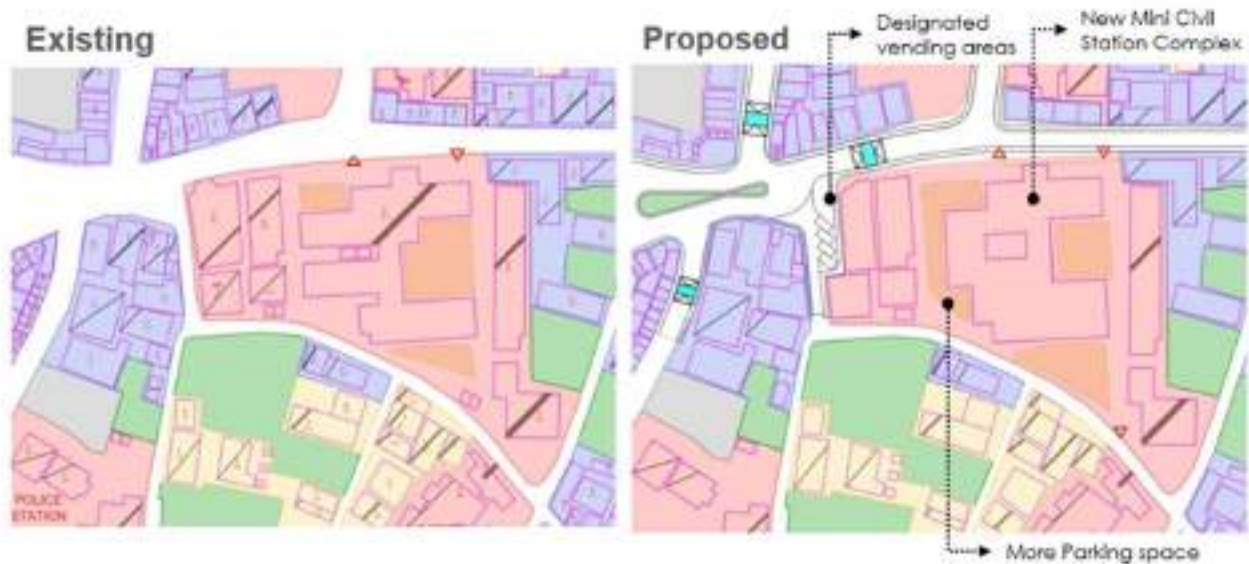 Existing
Proposed
Designated
vending areas
New Mini Civil
Station Complex
POLICE
STATION
More Parking space